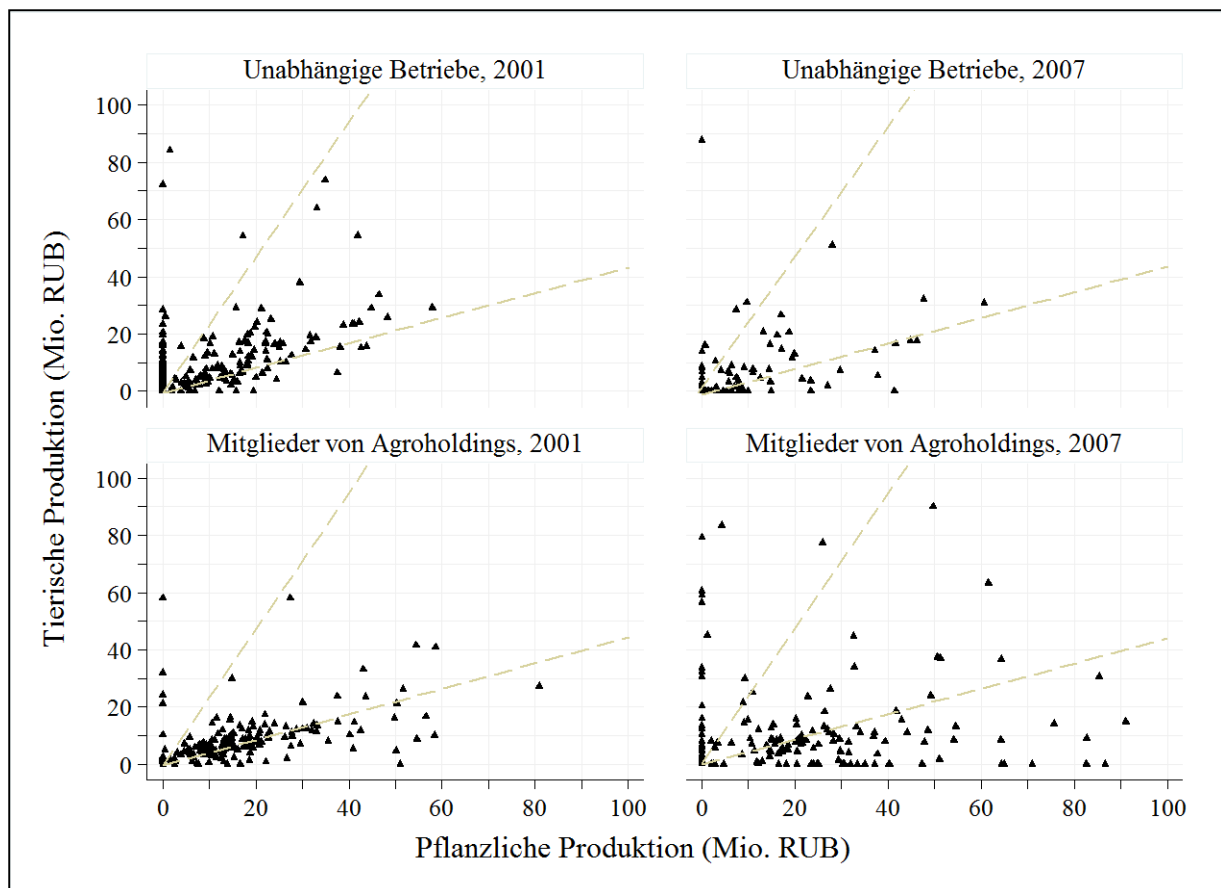 Unabhängige Betriebe, 2001
Unabhängige Betriebe, 2007
100
80
60
40
20
0
Mitglieder von Agroholdings, 2001
Mitglieder von Agroholdings, 2007
100
80
60
40
20
0
Tierische Produktion (Mio. RUB)
0 20 40 60 80 100
0 20 40 60 80 100
Pflanzliche Produktion (Mio. RUB)